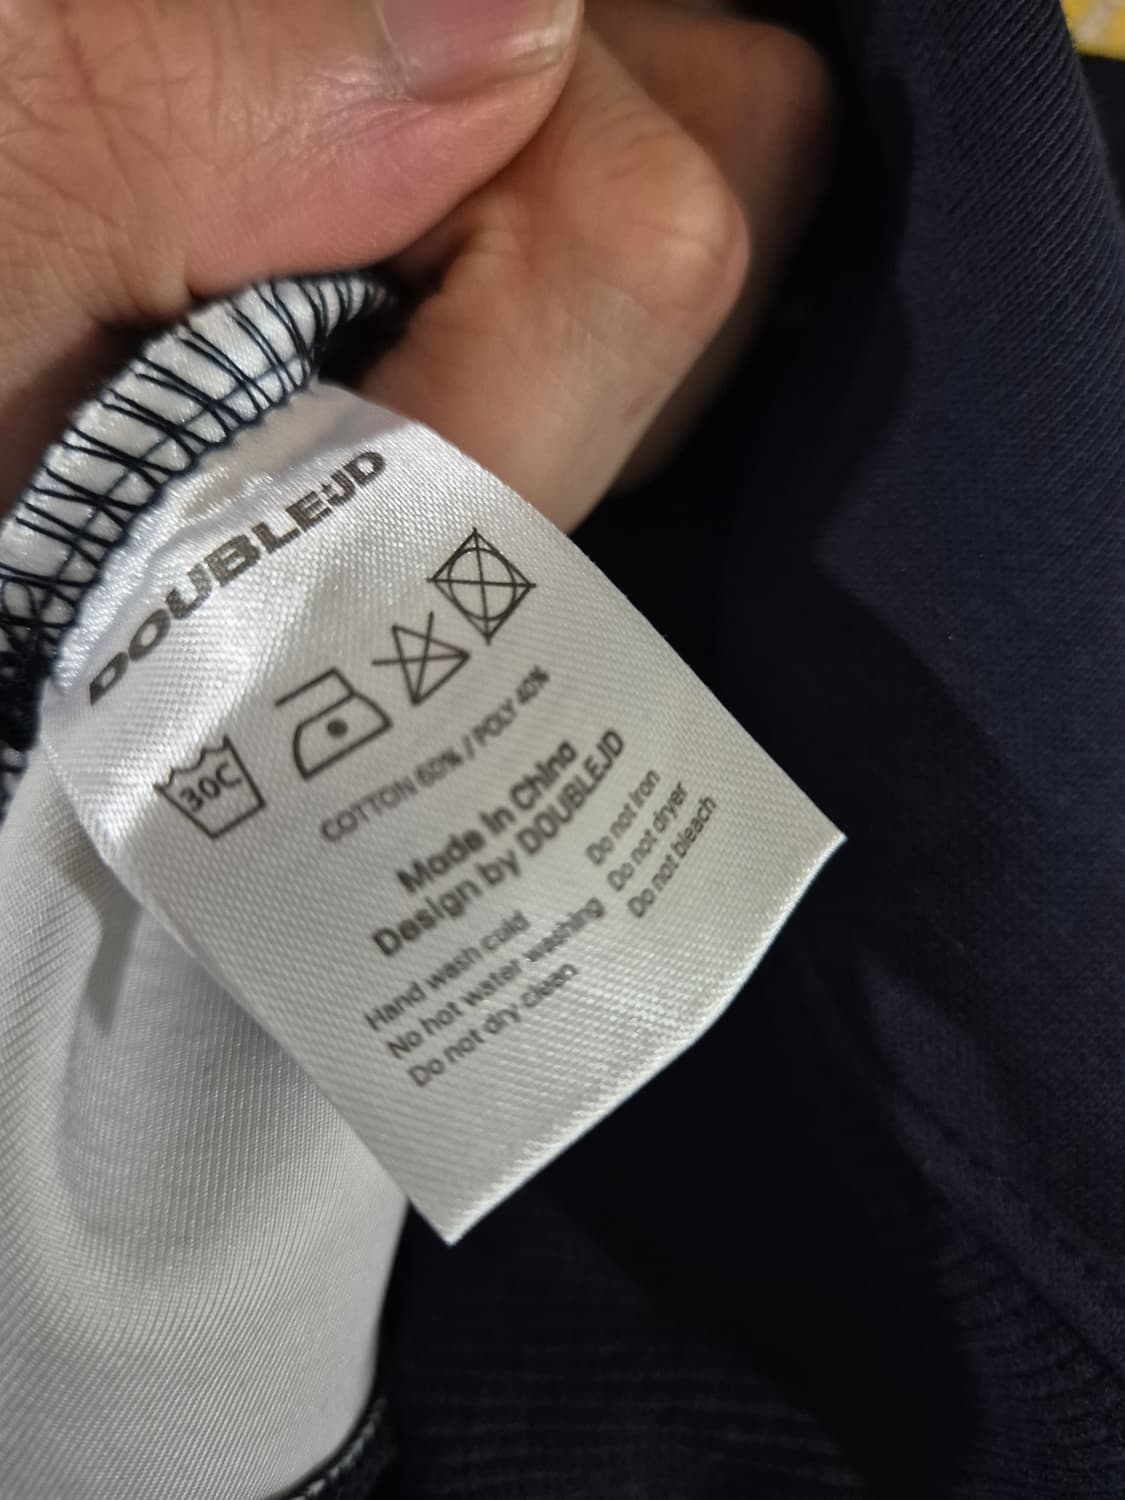 DOUBLEJD
30C
COTTON 60% / POLY 40%
Made In China
Design by DOUBLEJD
Hand wash cold
No hot water washing
Do not dry clean
Do not iron
Do not dryer
Do not bleach